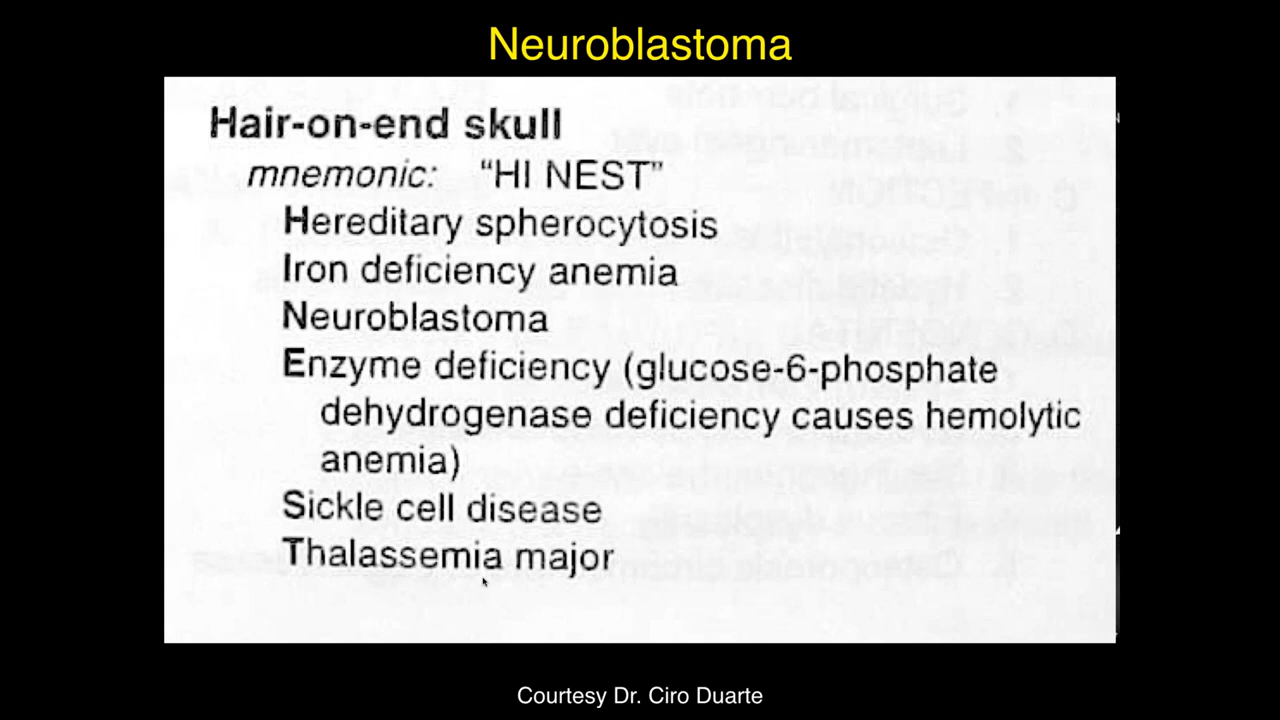 Neuroblastoma
Hair-on-end skull
mnemonic: “HI NEST”
Hereditary spherocytosis
Iron deficiency anemia
Neuroblastoma
Enzyme deficiency (glucose-6-phosphate
dehydrogenase deficiency causes hemolytic
anemia)
Sickle cell disease
Thalassemia major
Courtesy Dr. Ciro Duarte